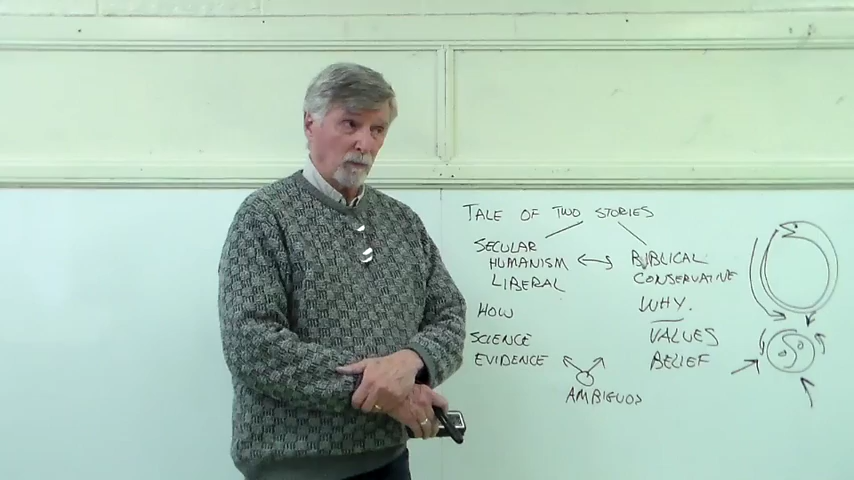 TALE OF TWO STORIES
SECULAR
HUMANISM
LIBERAL
HOW
SCIENCE
EVIDENCE
BIBLICAL
CONSERVATIVE
WHY.
VALUES
BELIEF
AMBIGUOS